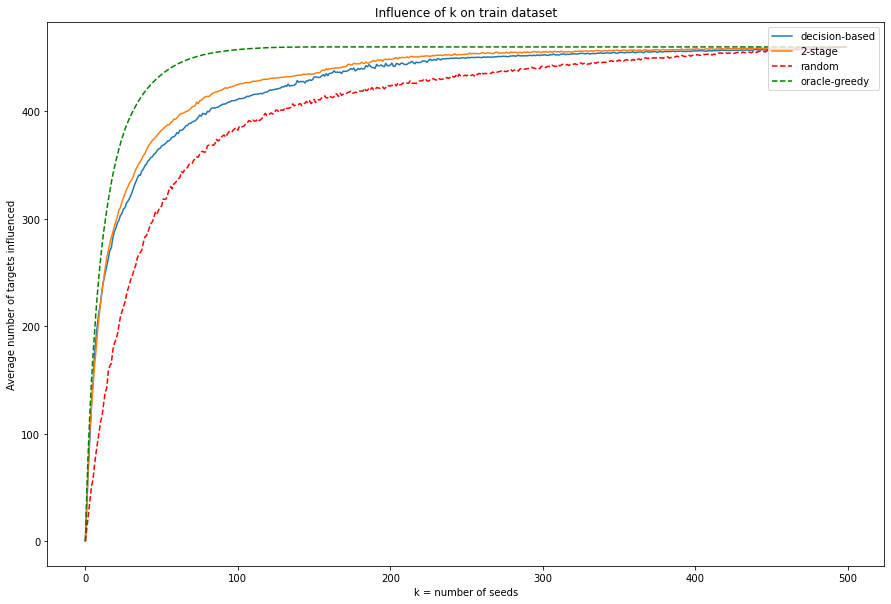 Influence of k on train dataset
decision-based
2-stage
random
oracle-greedy
Average number of targets influenced
400
300
200
100
0
0 100 200 300 400 500
k = number of seeds